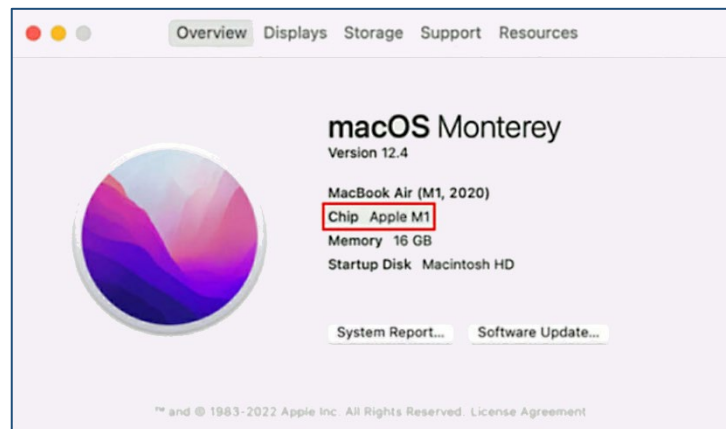 Overview Displays Storage Support Resources
macOS Monterey
Version 12.4
MacBook Air (M1, 2020)
Chip Apple M1
Memory 16 GB
Startup Disk Macintosh HD
System Report... Software Update...
™ and © 1983-2022 Apple Inc. All Rights Reserved. License Agreement